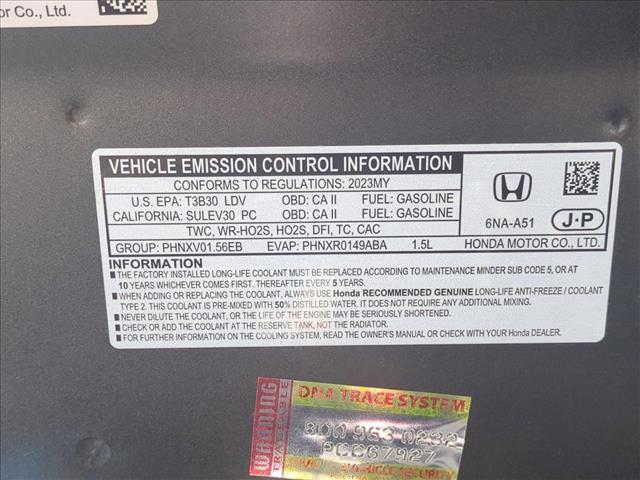 or Co., Ltd.
VEHICLE EMISSION CONTROL INFORMATION
CONFORMS TO REGULATIONS: 2023MY
U.S. EPA: T3B30 LDV OBD: CA II FUEL: GASOLINE
CALIFORNIA: SULEV30 PC OBD: CA II FUEL: GASOLINE
TWC, WR-HO2S, HO2S, DFI, TC, CAC
GROUP: PHNXV01.56EB EVAP: PHNXR0149ABA 1.5L
6NA-A51 J-P
HONDA MOTOR CO., LTD.
INFORMATION
■ THE FACTORY INSTALLED LONG-LIFE COOLANT MUST BE REPLACED ACCORDING TO MAINTENANCE MINDER SUB CODE 5, OR AT
10 YEARS WHICHEVER COMES FIRST. THEREAFTER REPLACE EVERY 5 YEARS.
■ WHEN ADDING OR REPLACING THE COOLANT, ALWAYS USE Honda RECOMMENDED GENUINE LONG-LIFE ANTI-FREEZE / COOLANT
TYPE 2. THIS COOLANT IS PRE-MIXED WITH 50% DISTILLED WATER. IT DOES NOT REQUIRE ANY ADDITIONAL MIXING.
■ NEVER DILUTE THE COOLANT, OR THE LIFE OF THE ENGINE MAY BE SERIOUSLY SHORTENED.
■ CHECK OR ADD THE COOLANT AT THE RESERVE TANK, NOT THE RADIATOR.
■ FOR FURTHER INFORMATION ON THE COOLING SYSTEM, READ THE OWNER'S MANUAL OR CHECK WITH YOUR Honda DEALER.
WARNING
TRACEABLE
DNA TRACE SYSTEM
800 963 0232
PCC67927
VEHICLE SECURITY